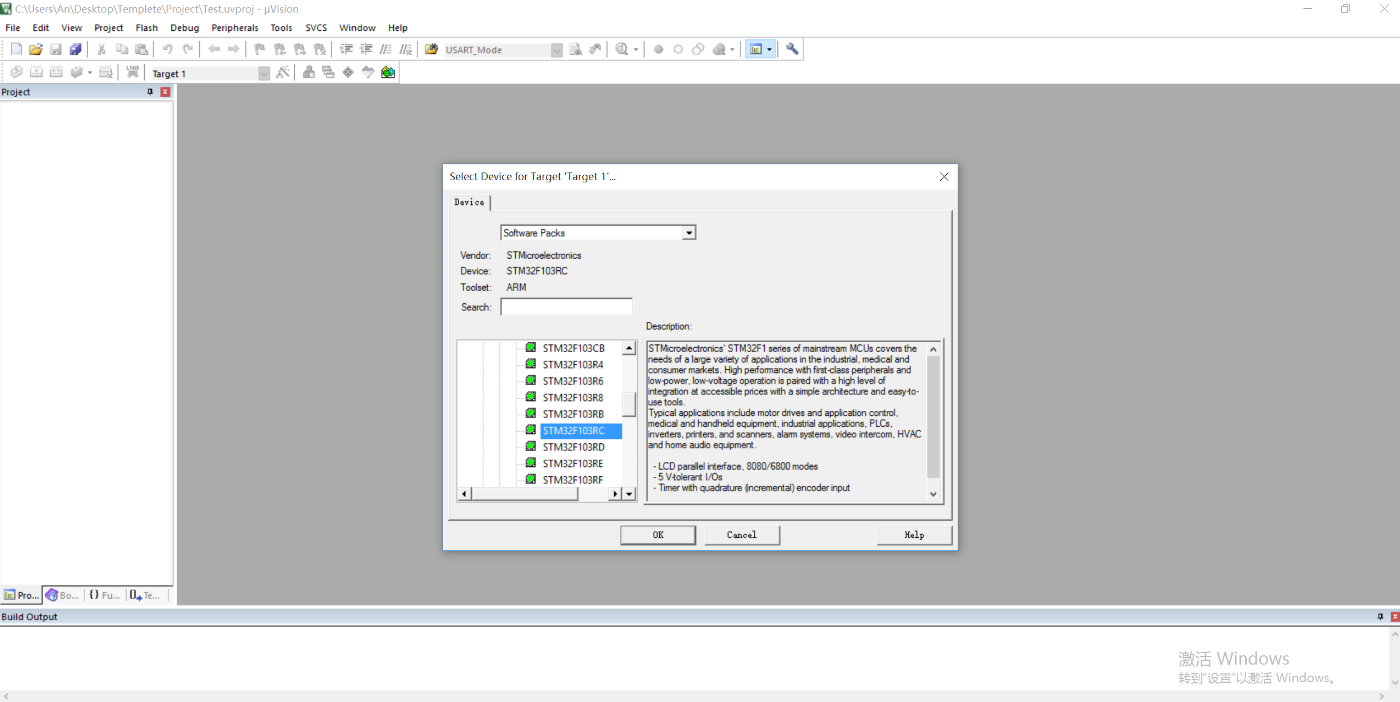 C:\Users\An\Desktop\Templete\Project\Test.uvproj - µVision
File Edit View Project Flash Debug Peripherals Tools SVCS Window Help
USART_Mode
LOAD Target 1
Project
Select Device for Target 'Target 1'...
Device
Software Packs
Vendor: STMicroelectronics
Device: STM32F103RC
Toolset: ARM
Search:
Description:
STM32F103CB
STM32F103R4
STM32F103R6
STM32F103R8
STM32F103RB
STM32F103RC
STM32F103RD
STM32F103RE
STM32F103RF
STMicroelectronics' STM32F1 series of mainstream MCUs covers the
needs of a large variety of applications in the industrial, medical and
consumer markets. High performance with first-class peripherals and
low-power, low-voltage operation is paired with a high level of
integration at accessible prices with a simple architecture and easy-to-
use tools.
Typical applications include motor drives and application control,
medical and handheld equipment, industrial applications, PLCs,
inverters, printers, and scanners, alarm systems, video intercom, HVAC
and home audio equipment.
- LCD parallel interface, 8080/6800 modes
- 5 V-tolerant I/Os
- Timer with quadrature (incremental) encoder input
OK Cancel Help
Pro... Bo... {} Fu... 0 Te...
Build Output
激活 Windows
转到"设置"以激活 Windows。